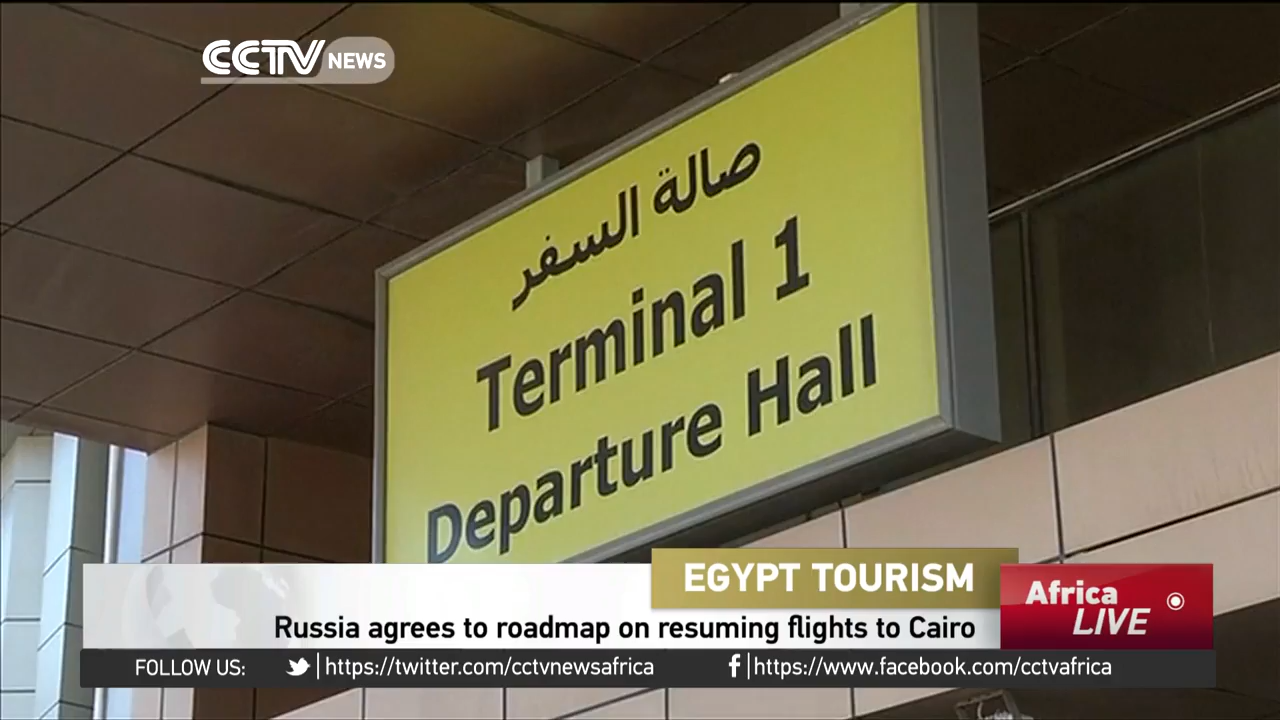 CCTV NEWS
صالة السفر
Terminal 1
Departure Hall
EGYPT TOURISM
Russia agrees to roadmap on resuming flights to Cairo
Africa
LIVE
FOLLOW US: https://twitter.com/cctvnewsafrica https://www.facebook.com/cctvafrica